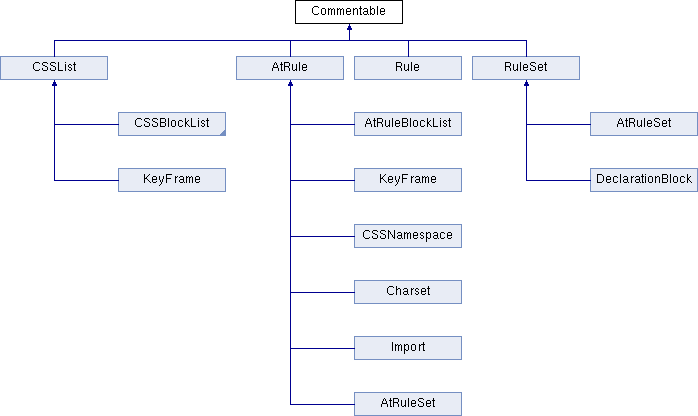 Commentable
CSSList
AtRule
Rule
RuleSet
CSSBlockList
AtRuleBlockList
AtRuleSet
KeyFrame
KeyFrame
DeclarationBlock
CSSNamespace
Charset
Import
AtRuleSet